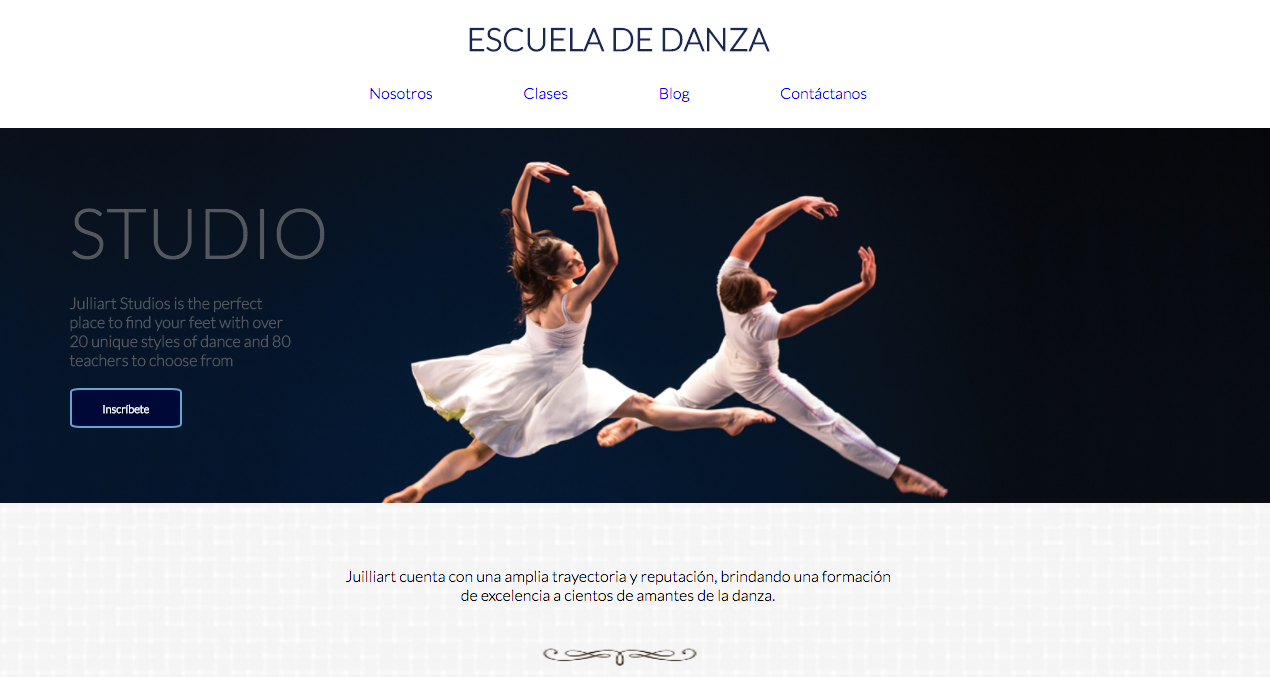 ESCUELA DE DANZA
Nosotros Clases Blog Contáctanos
STUDIO
Julliart Studios is the perfect
place to find your feet with over
20 unique styles of dance and 80
teachers to choose from
Inscríbete
Juilliart cuenta con una amplia trayectoria y reputación, brindando una formación
de excelencia a cientos de amantes de la danza.